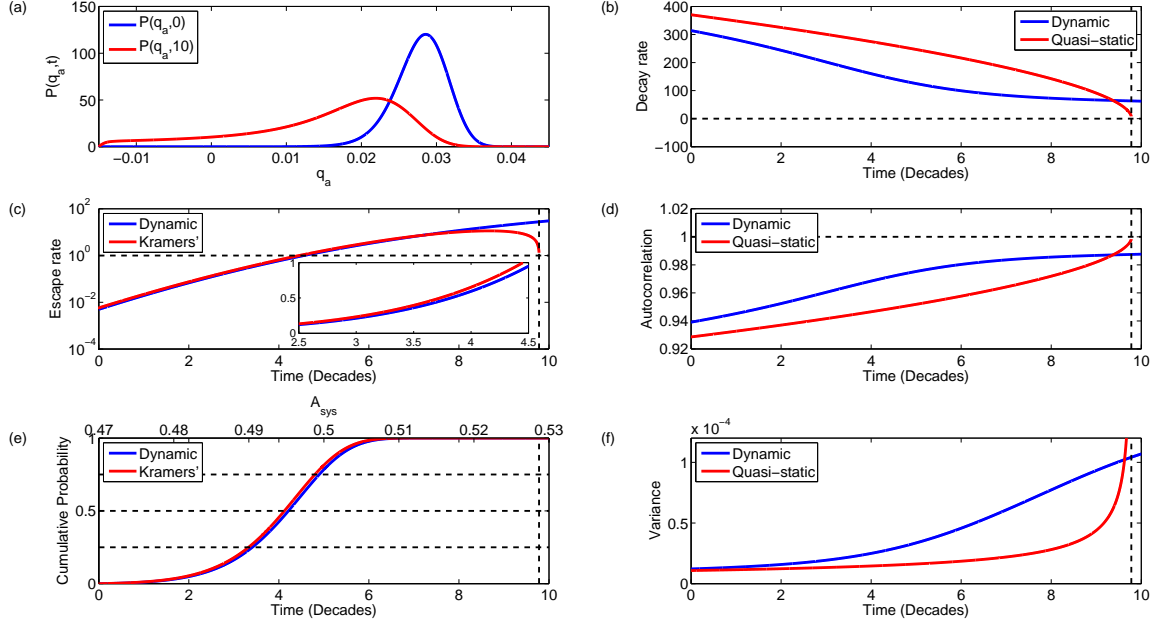 (a)
P(q_a,t)
150
100
50
0
P(q_a,0)
P(q_a,10)
−0.01 0 0.01 0.02 0.03 0.04
q_a
(b)
Decay rate
400
300
200
100
0
−100
Dynamic
Quasi−static
0 2 4 6 8 10
Time (Decades)
(c)
Escape rate
10^2
10^0
10^−2
10^−4
Dynamic
Kramers'
1
0.5
0
2.5 3 3.5 4 4.5
0 2 4 6 8 10
Time (Decades)
(d)
Autocorrelation
1.02
1
0.98
0.96
0.94
0.92
Dynamic
Quasi−static
0 2 4 6 8 10
Time (Decades)
(e)
A_sys
0.47 0.48 0.49 0.5 0.51 0.52 0.53
Cumulative Probability
1
0.5
0
Dynamic
Kramers'
0 2 4 6 8 10
Time (Decades)
(f)
x 10^−4
Variance
1
0.5
0
Dynamic
Quasi−static
0 2 4 6 8 10
Time (Decades)